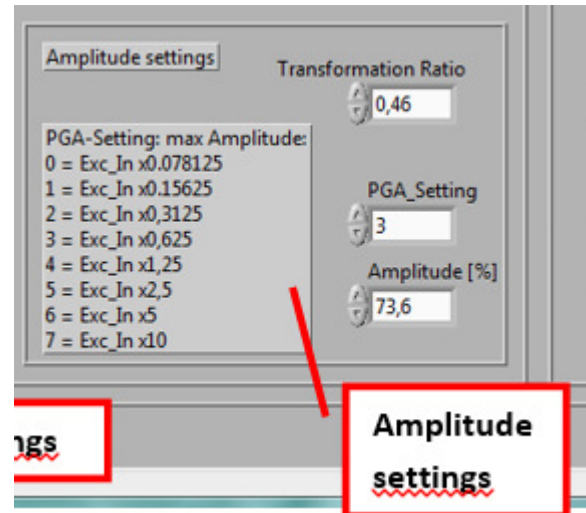 Amplitude settings
Transformation Ratio
0,46
PGA-Setting: max Amplitude:
0 = Exc_In x0.078125
1 = Exc_In x0.15625
2 = Exc_In x0,3125
3 = Exc_In x0,625
4 = Exc_In x1,25
5 = Exc_In x2,5
6 = Exc_In x5
7 = Exc_In x10
PGA_Setting
3
Amplitude [%]
73,6
ngs
Amplitude
settings